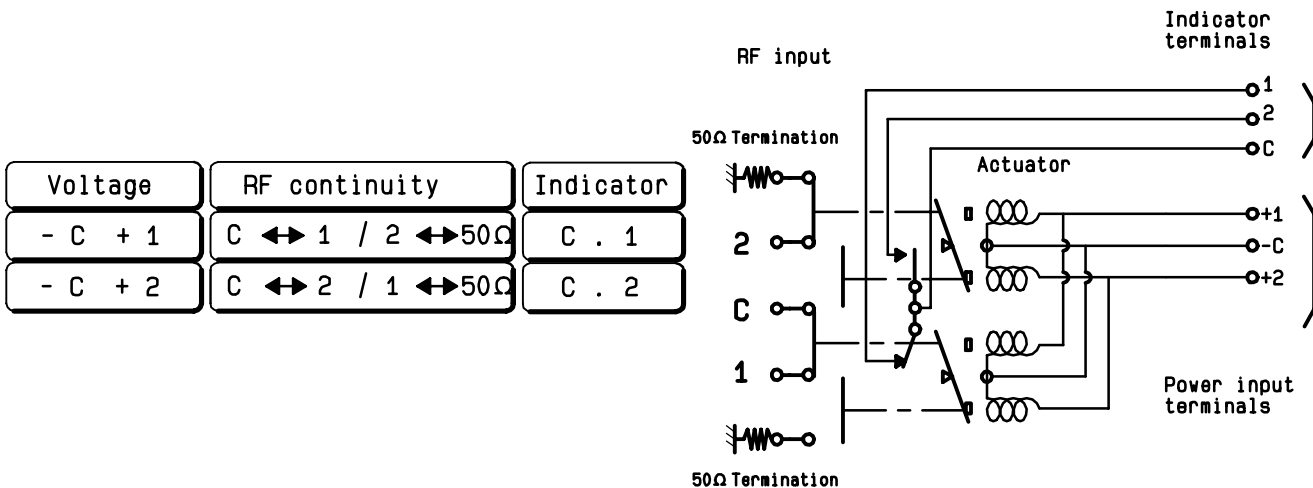 Voltage RF continuity Indicator
- C + 1 C ↔ 1 / 2 ↔ 50Ω C . 1
- C + 2 C ↔ 2 / 1 ↔ 50Ω C . 2
RF input
Indicator
terminals
1
2
C
50Ω Termination
Actuator
2
C
1
50Ω Termination
+1
-C
+2
Power input
terminals